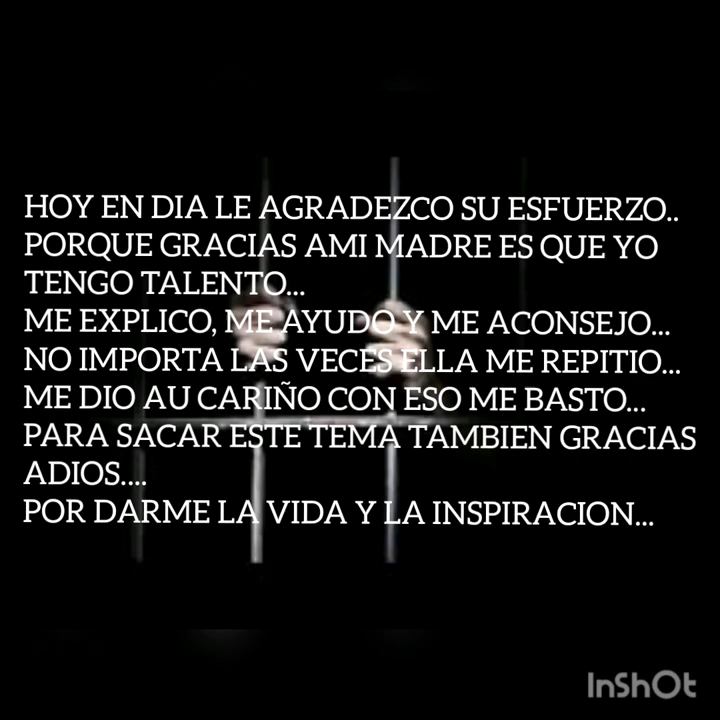 HOY EN DIA LE AGRADEZCO SU ESFUERZO..
PORQUE GRACIAS AMI MADRE ES QUE YO
TENGO TALENTO...
ME EXPLICO, ME AYUDO Y ME ACONSEJO...
NO IMPORTA LAS VECES ELLA ME REPITIO...
ME DIO AU CARIÑO CON ESO ME BASTO...
PARA SACAR ESTE TEMA TAMBIEN GRACIAS
ADIOS....
POR DARME LA VIDA Y LA INSPIRACION...
InShOt